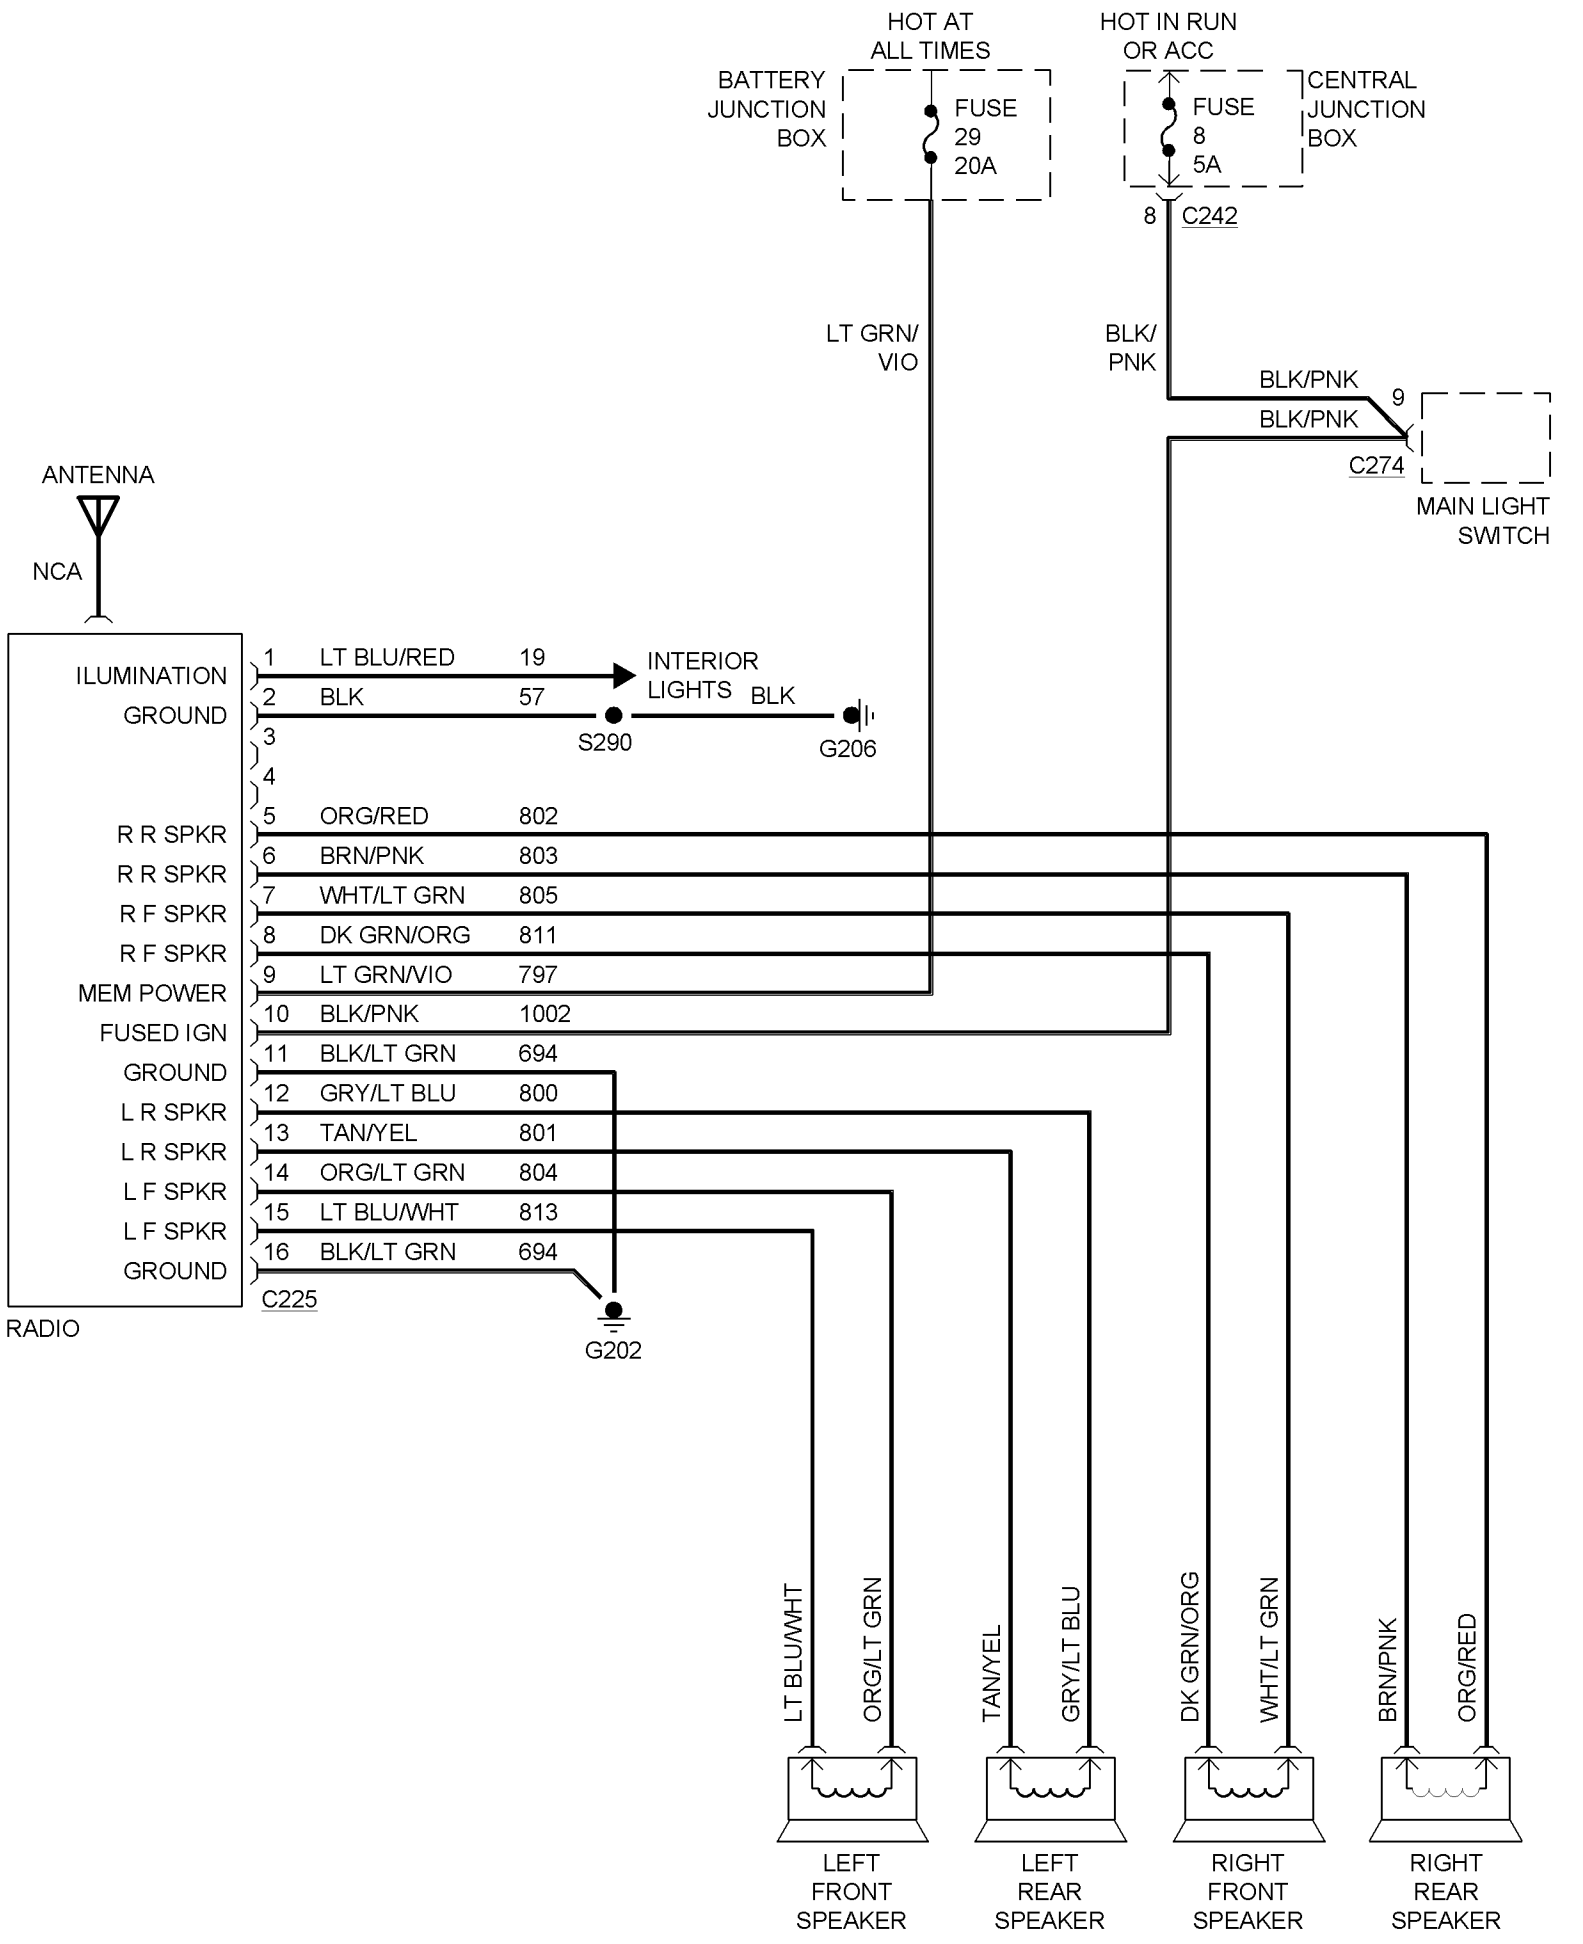 HOT AT
ALL TIMES
HOT IN RUN
OR ACC
BATTERY
JUNCTION
BOX
FUSE
29
20A
FUSE
8
5A
CENTRAL
JUNCTION
BOX
8 C242
LT GRN/
VIO
BLK/
PNK
BLK/PNK 9
BLK/PNK
C274
MAIN LIGHT
SWITCH
ANTENNA
NCA
ILUMINATION 1 LT BLU/RED 19 INTERIOR
LIGHTS
GROUND 2 BLK 57 BLK
S290
G206
3
4
R R SPKR 5 ORG/RED 802
R R SPKR 6 BRN/PNK 803
R F SPKR 7 WHT/LT GRN 805
R F SPKR 8 DK GRN/ORG 811
MEM POWER 9 LT GRN/VIO 797
FUSED IGN 10 BLK/PNK 1002
GROUND 11 BLK/LT GRN 694
L R SPKR 12 GRY/LT BLU 800
L R SPKR 13 TAN/YEL 801
L F SPKR 14 ORG/LT GRN 804
L F SPKR 15 LT BLU/WHT 813
GROUND 16 BLK/LT GRN 694
C225
RADIO
G202
LT BLU/WHT
ORG/LT GRN
TAN/YEL
GRY/LT BLU
DK GRN/ORG
WHT/LT GRN
BRN/PNK
ORG/RED
LEFT
FRONT
SPEAKER
LEFT
REAR
SPEAKER
RIGHT
FRONT
SPEAKER
RIGHT
REAR
SPEAKER